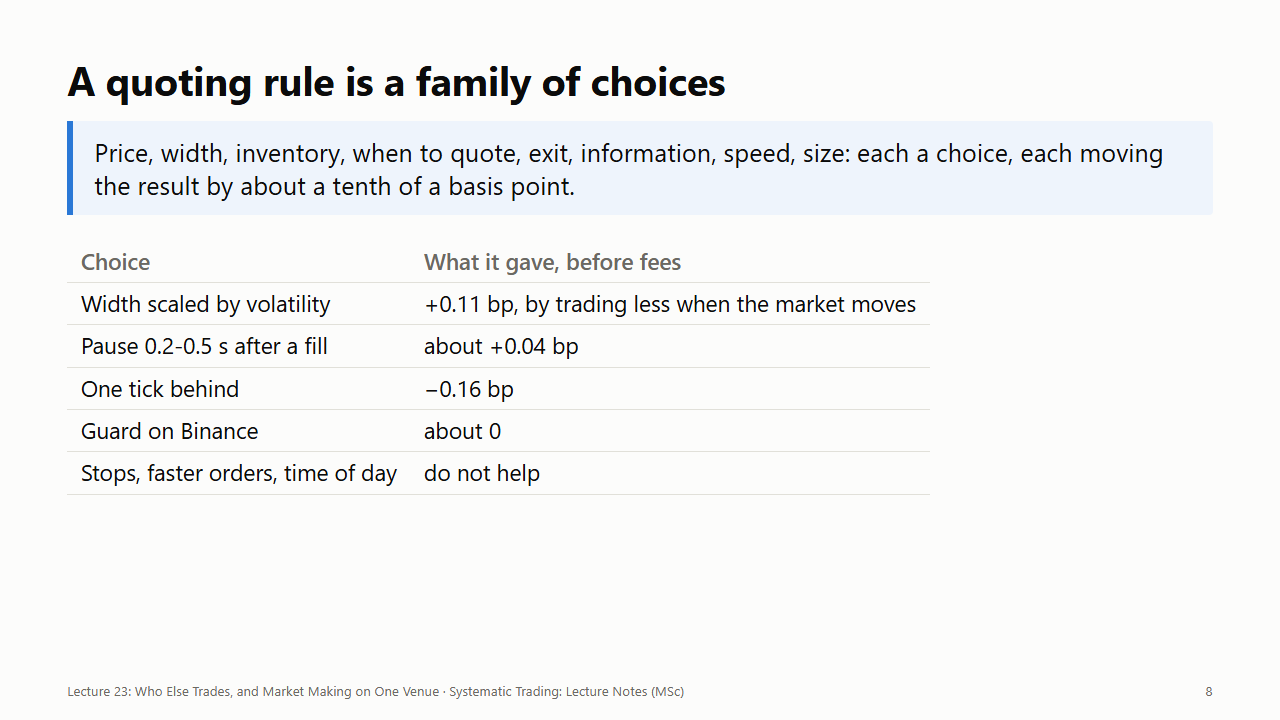 A quoting rule is a family of choices
Price, width, inventory, when to quote, exit, information, speed, size: each a choice, each moving
the result by about a tenth of a basis point.
Choice What it gave, before fees
Width scaled by volatility +0.11 bp, by trading less when the market moves
Pause 0.2-0.5 s after a fill about +0.04 bp
One tick behind −0.16 bp
Guard on Binance about 0
Stops, faster orders, time of day do not help
Lecture 23: Who Else Trades, and Market Making on One Venue · Systematic Trading: Lecture Notes (MSc) 8